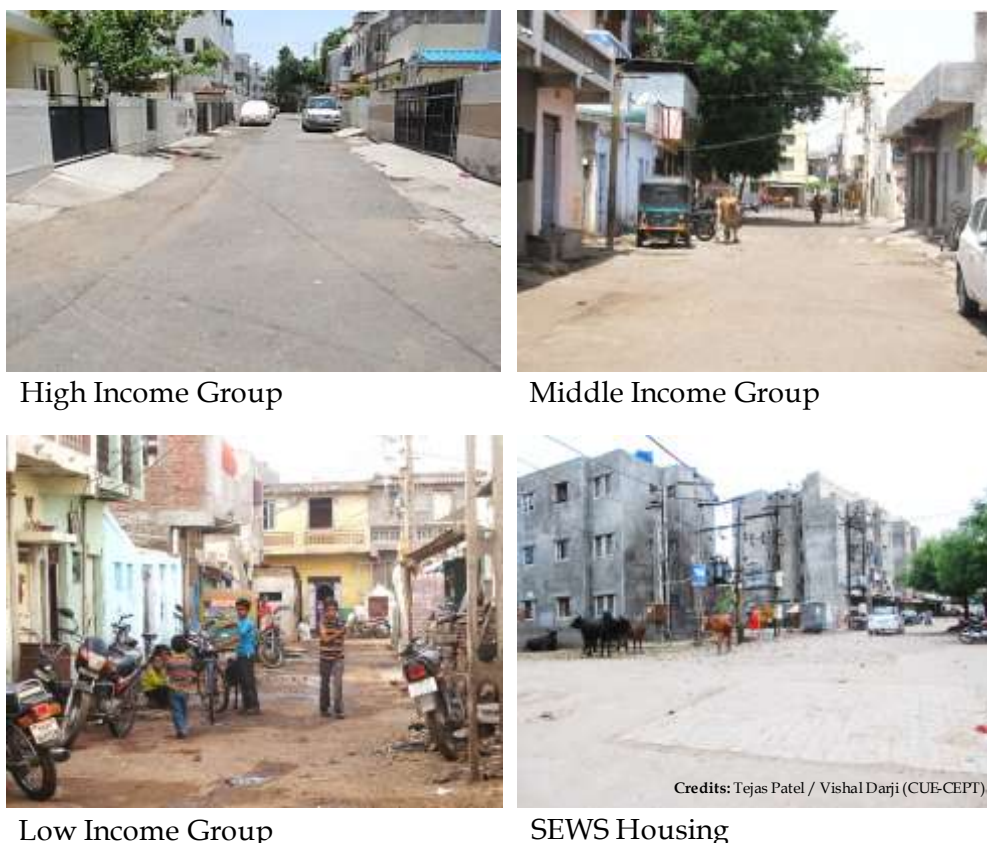 High Income Group
Middle Income Group
Low Income Group
Credits: Tejas Patel / Vishal Darji (CUE-CEPT)
SEWS Housing